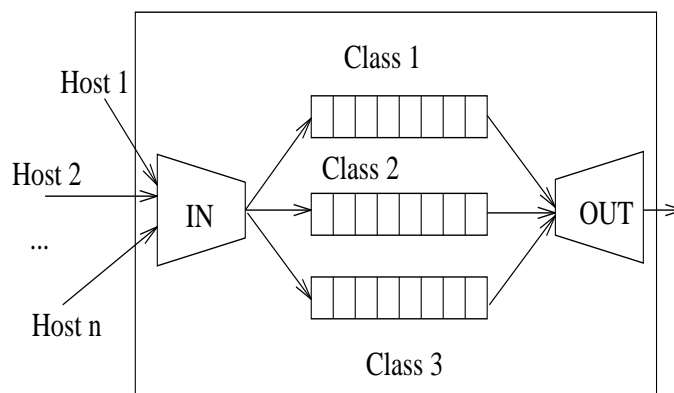 Class 1
Host 1
Class 2
Host 2
IN
OUT
...
Host n
Class 3